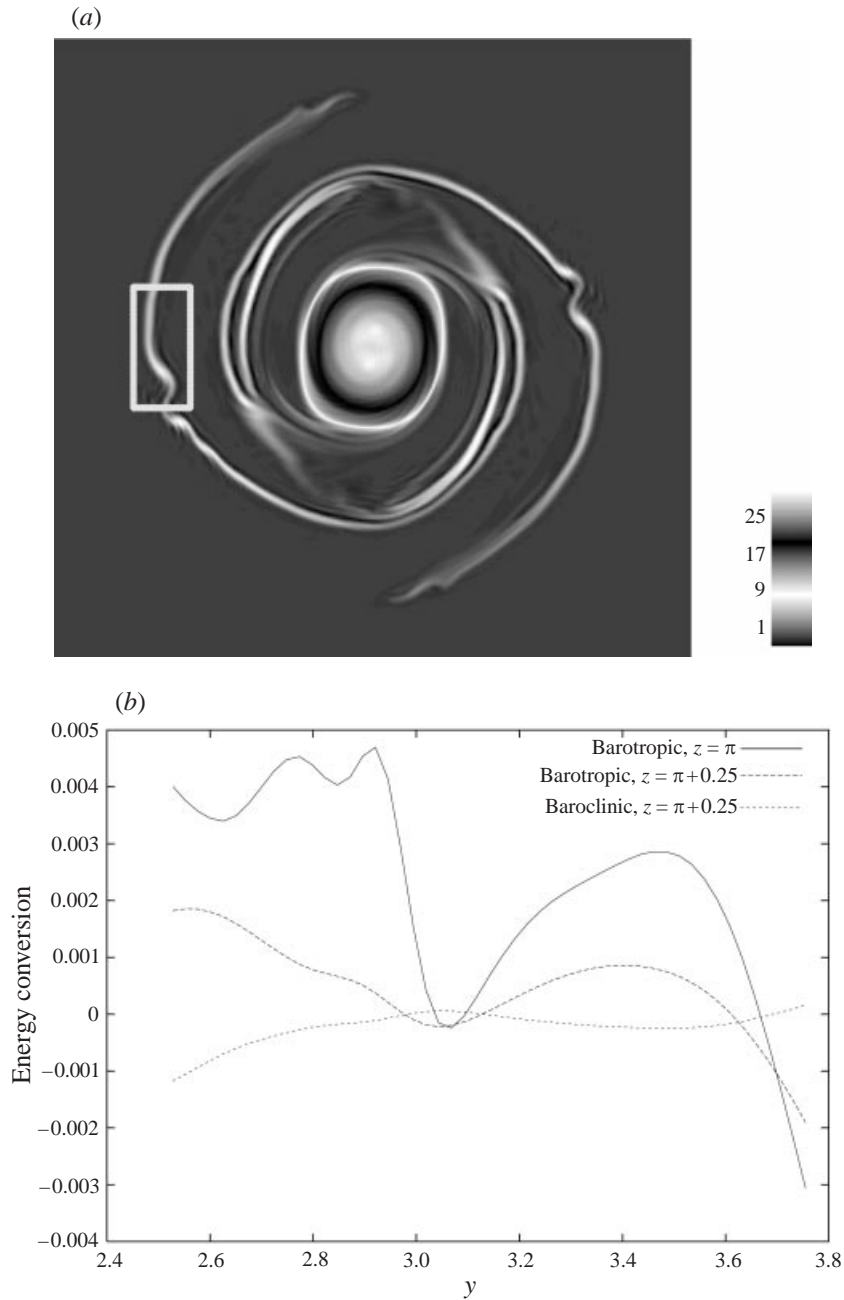 (a)
25
17
9
1
(b)
0.005
0.004
0.003
0.002
0.001
0
−0.001
−0.002
−0.003
−0.004
Energy conversion
Barotropic, z = π
Barotropic, z = π+0.25
Baroclinic, z = π+0.25
2.4 2.6 2.8 3.0 3.2 3.4 3.6 3.8
y